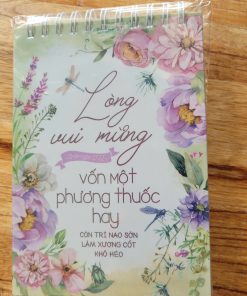 Lòng
vui mừng
vốn một
phương thuốc
hay
CÒN TRÍ NAO SỜN
LÀM XƯƠNG CỐT
KHÔ HÉO